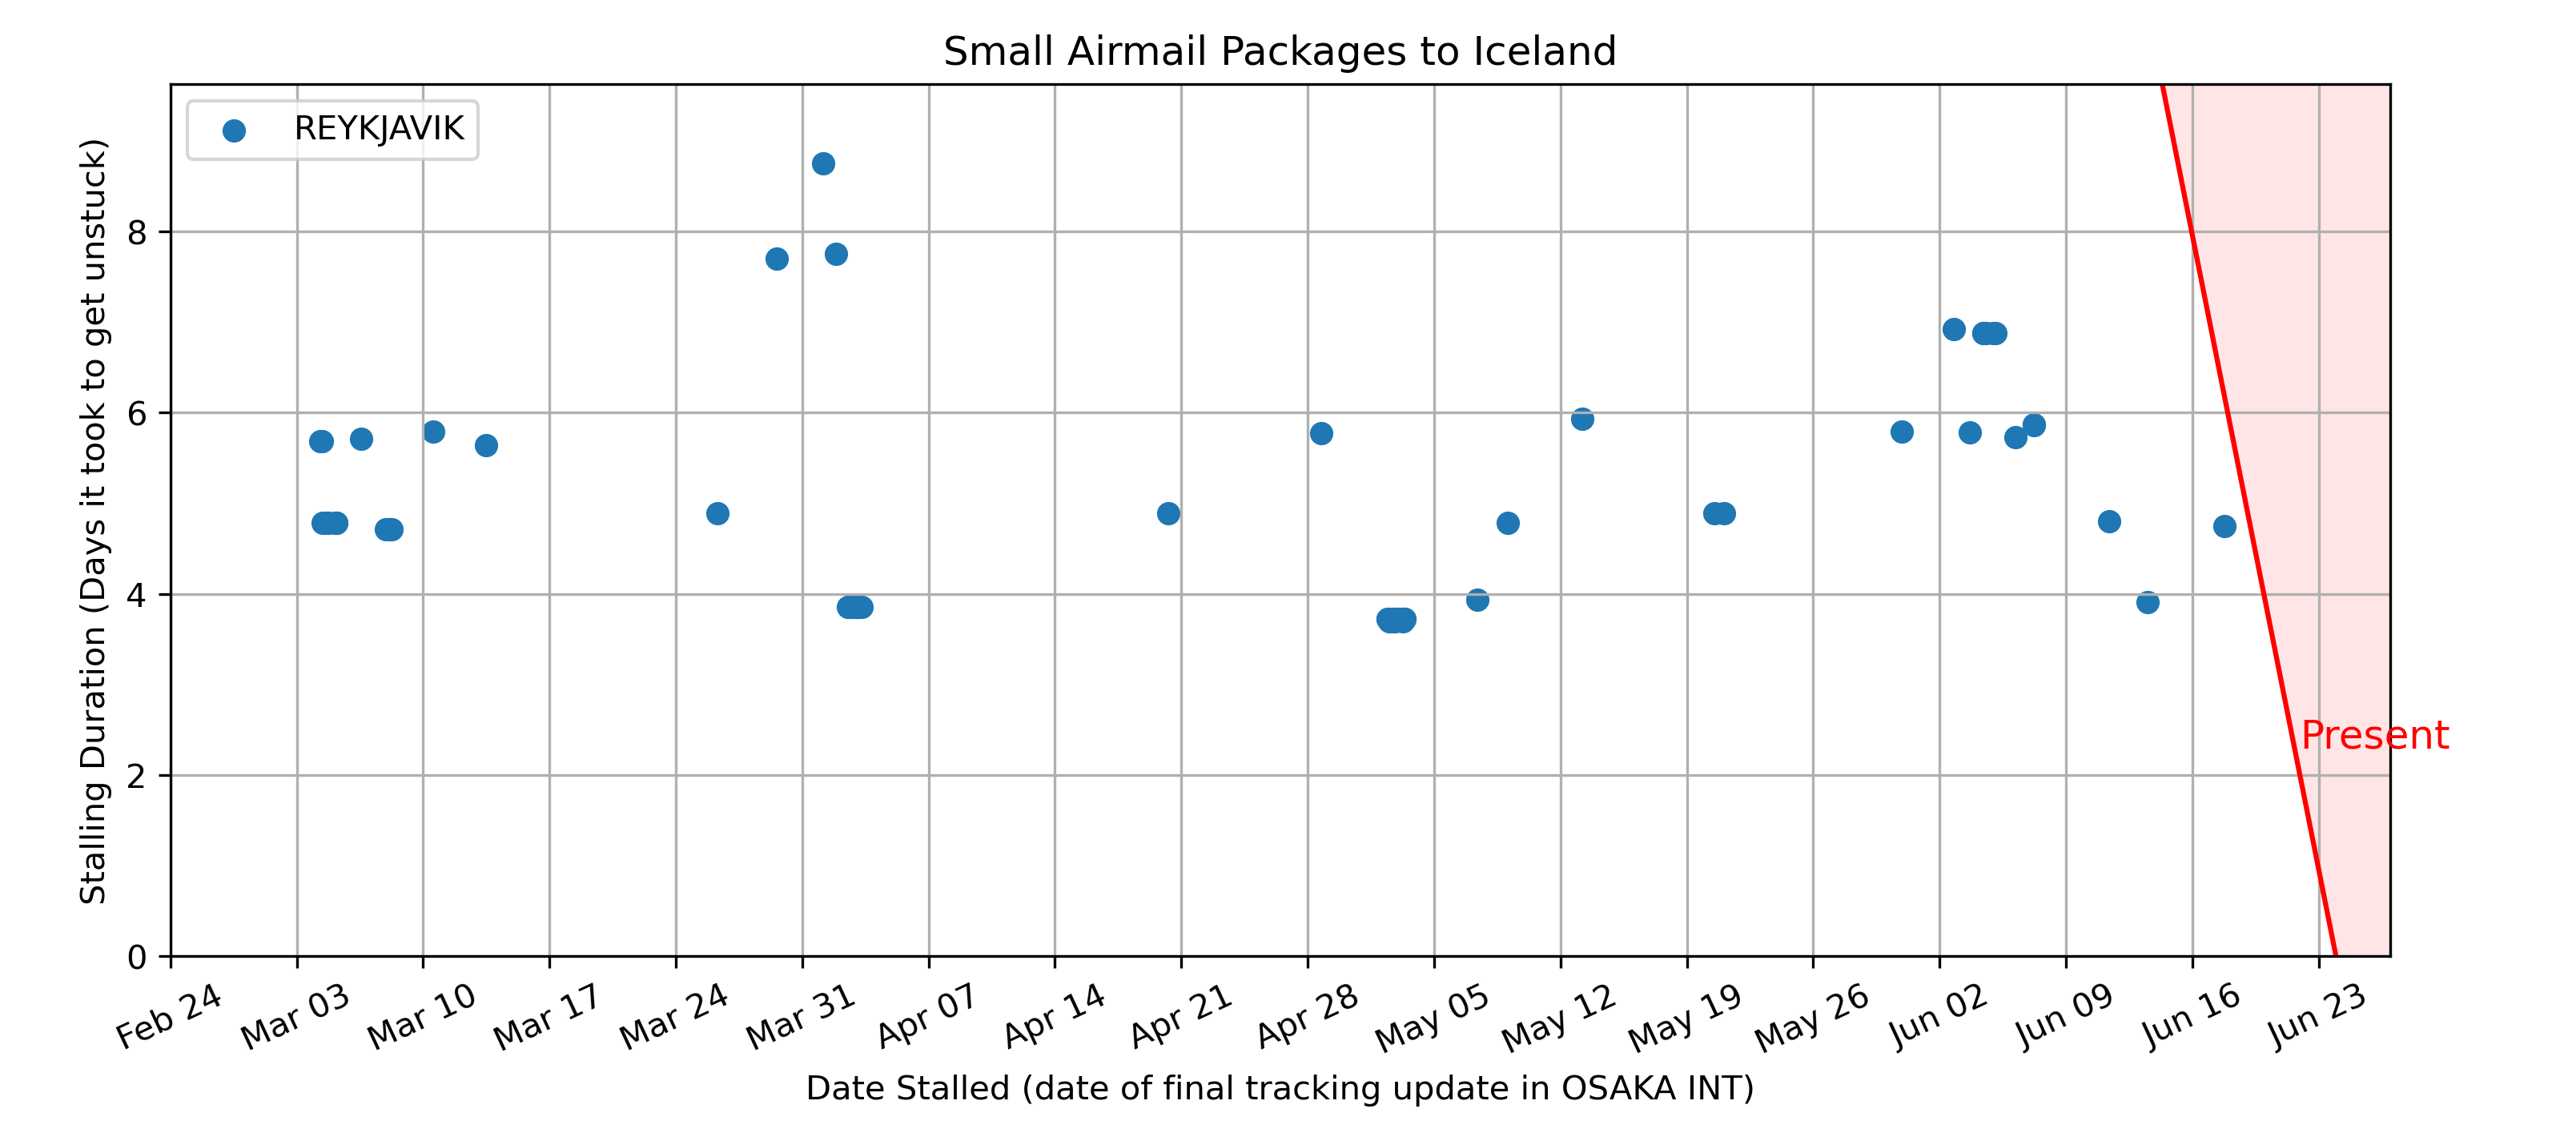 Small Airmail Packages to Iceland
REYKJAVIK
Stalling Duration (Days it took to get unstuck)
8
6
4
2
0
Present
Feb 24
Mar 03
Mar 10
Mar 17
Mar 24
Mar 31
Apr 07
Apr 14
Apr 21
Apr 28
May 05
May 12
May 19
May 26
Jun 02
Jun 09
Jun 16
Jun 23
Date Stalled (date of final tracking update in OSAKA INT)